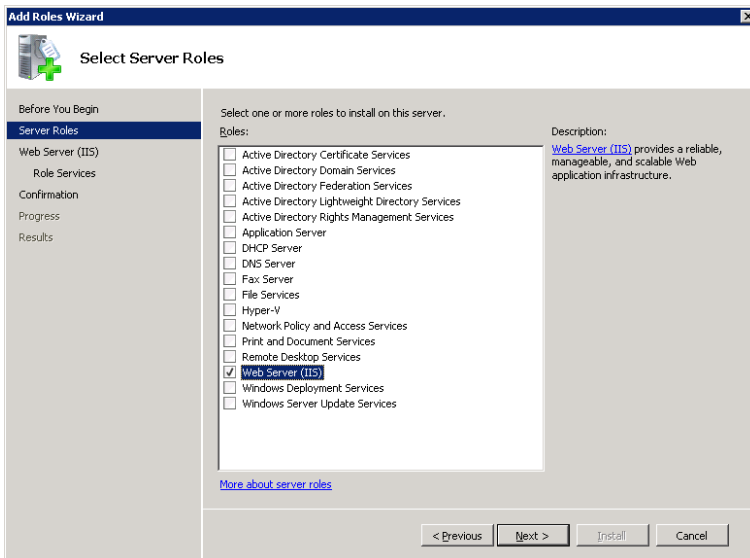 Add Roles Wizard
Select Server Roles
Before You Begin
Server Roles
Web Server (IIS)
Role Services
Confirmation
Progress
Results
Select one or more roles to install on this server.
Roles:
Active Directory Certificate Services
Active Directory Domain Services
Active Directory Federation Services
Active Directory Lightweight Directory Services
Active Directory Rights Management Services
Application Server
DHCP Server
DNS Server
Fax Server
File Services
Hyper-V
Network Policy and Access Services
Print and Document Services
Remote Desktop Services
Web Server (IIS)
Windows Deployment Services
Windows Server Update Services
More about server roles
Description:
Web Server (IIS) provides a reliable,
manageable, and scalable Web
application infrastructure.
< Previous
Next >
Install
Cancel